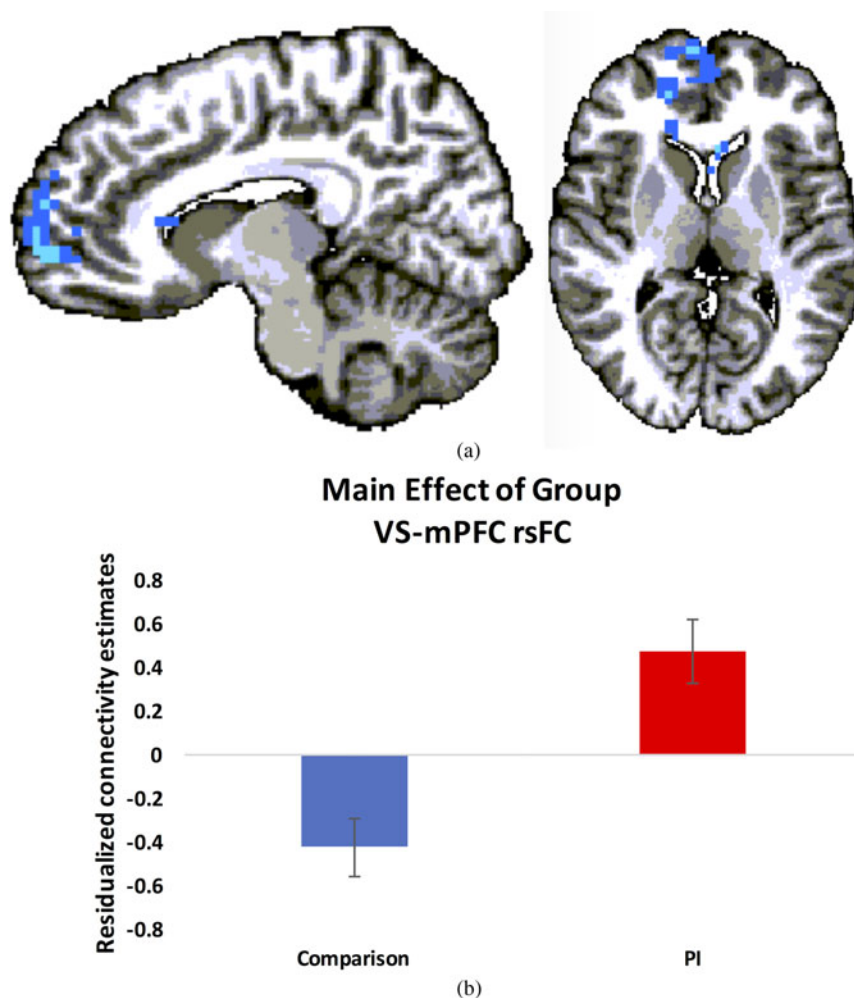 (a)
Main Effect of Group
VS-mPFC rsFC
Residualized connectivity estimates
0.8
0.6
0.4
0.2
0
-0.2
-0.4
-0.6
-0.8
Comparison
PI
(b)